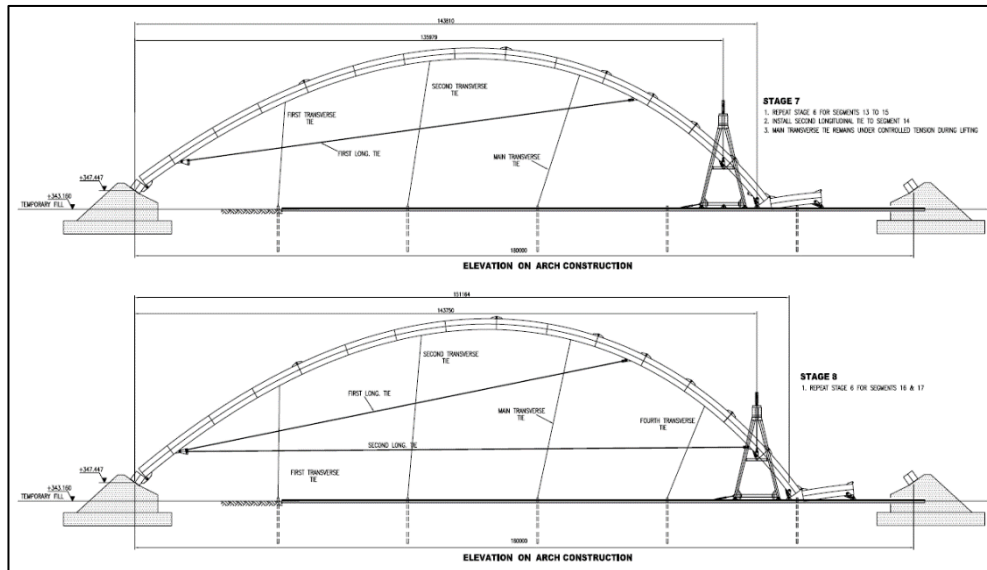 143810
135979
SECOND TRANSVERSE
TIE
FIRST TRANSVERSE
TIE
STAGE 7
1. REPEAT STAGE 6 FOR SEGMENTS 13 TO 15
2. INSTALL SECOND LONGITUDINAL TIE TO SEGMENT 14
3. MAIN TRANSVERSE TIE REMAINS UNDER CONTROLLED TENSION DURING LIFTING
FIRST LONG. TIE
MAIN TRANSVERSE
TIE
+347.447
+343.160
TEMPORARY FILL
180000
ELEVATION ON ARCH CONSTRUCTION
151164
143750
SECOND TRANSVERSE
TIE
STAGE 8
1. REPEAT STAGE 6 FOR SEGMENTS 16 & 17
FIRST LONG. TIE
MAIN TRANSVERSE
TIE
FOURTH TRANSVERSE
TIE
SECOND LONG. TIE
+347.447
FIRST TRANSVERSE
TIE
+343.160
TEMPORARY FILL
180000
ELEVATION ON ARCH CONSTRUCTION